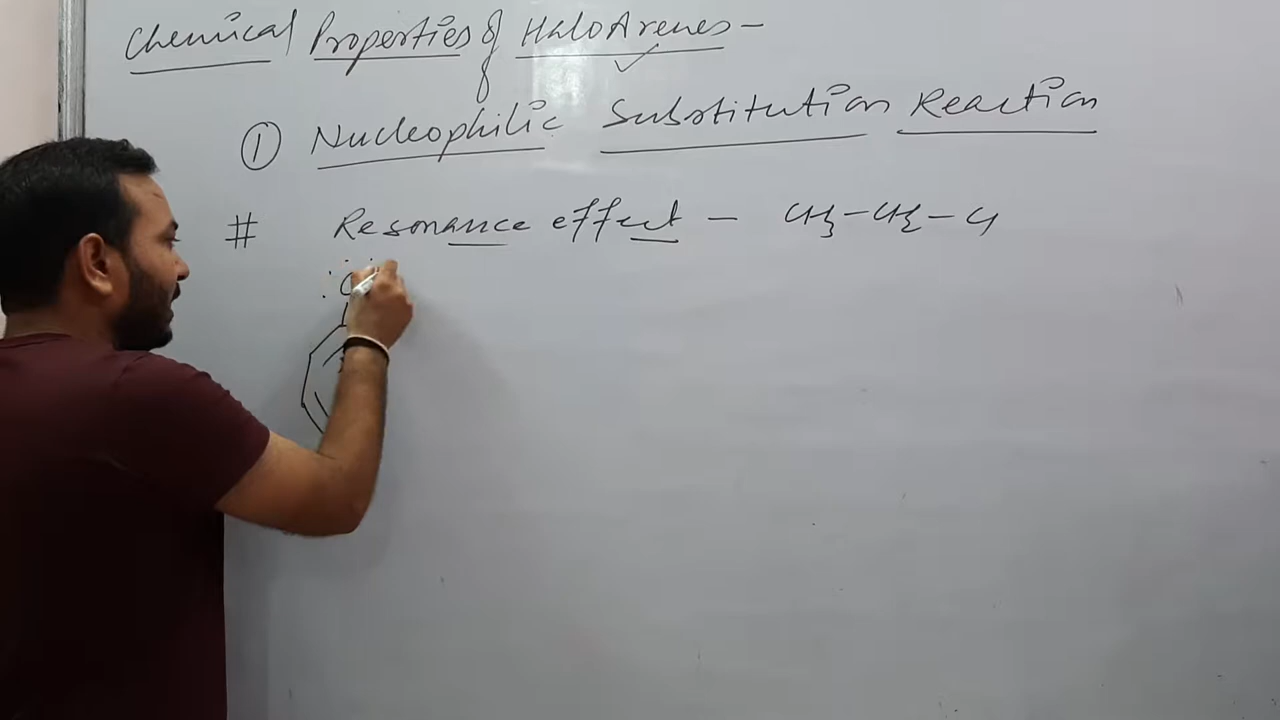 Chemical Properties of HaloArenes -
① Nucleophilic Substitution Reaction
# Resonance effect - CH3-CH2-Cl